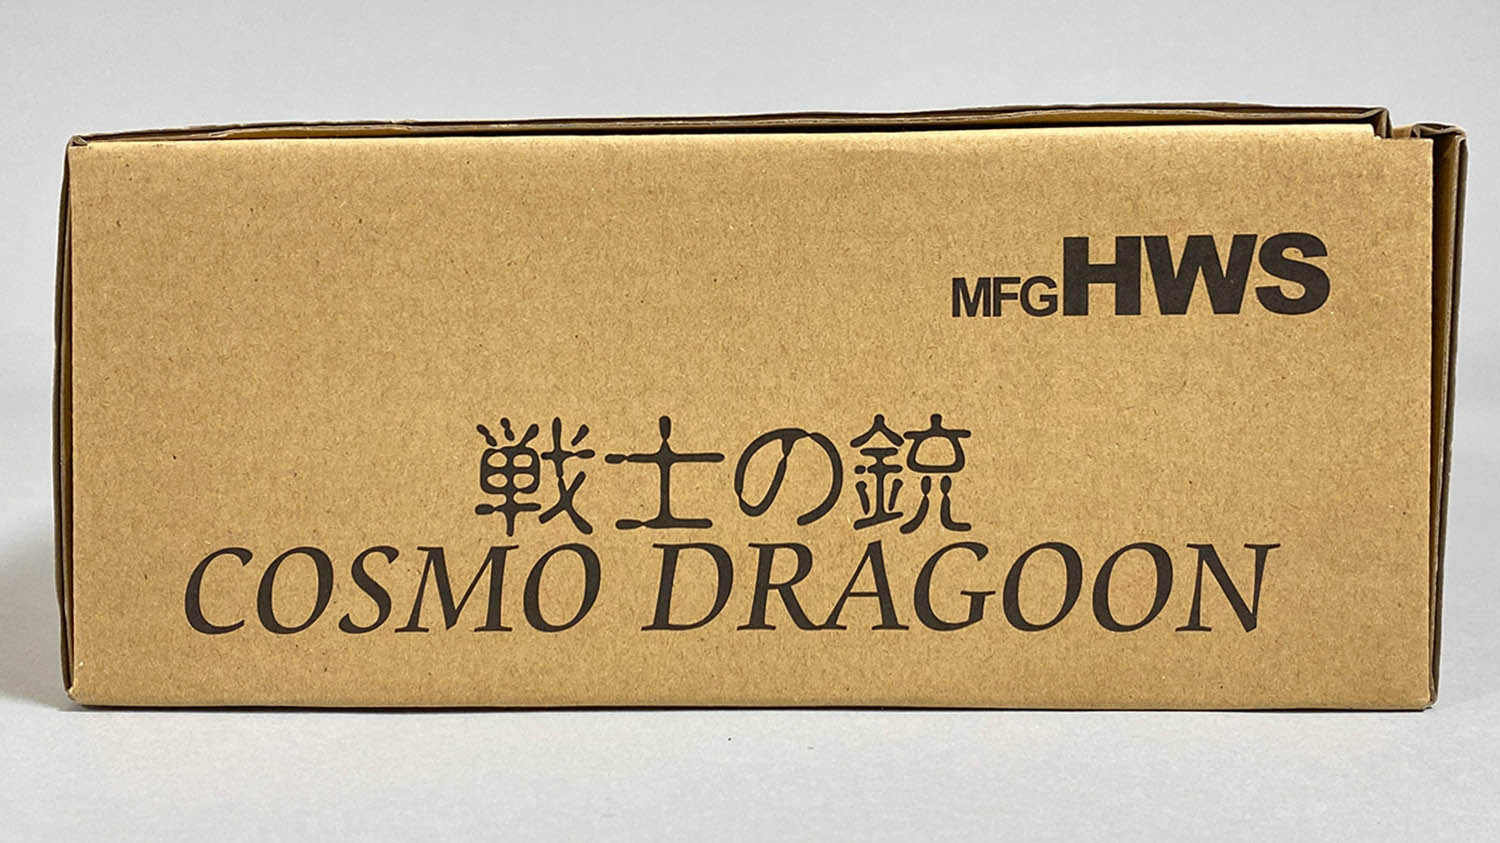 MFG HWS
戦士の銃
COSMO DRAGOON